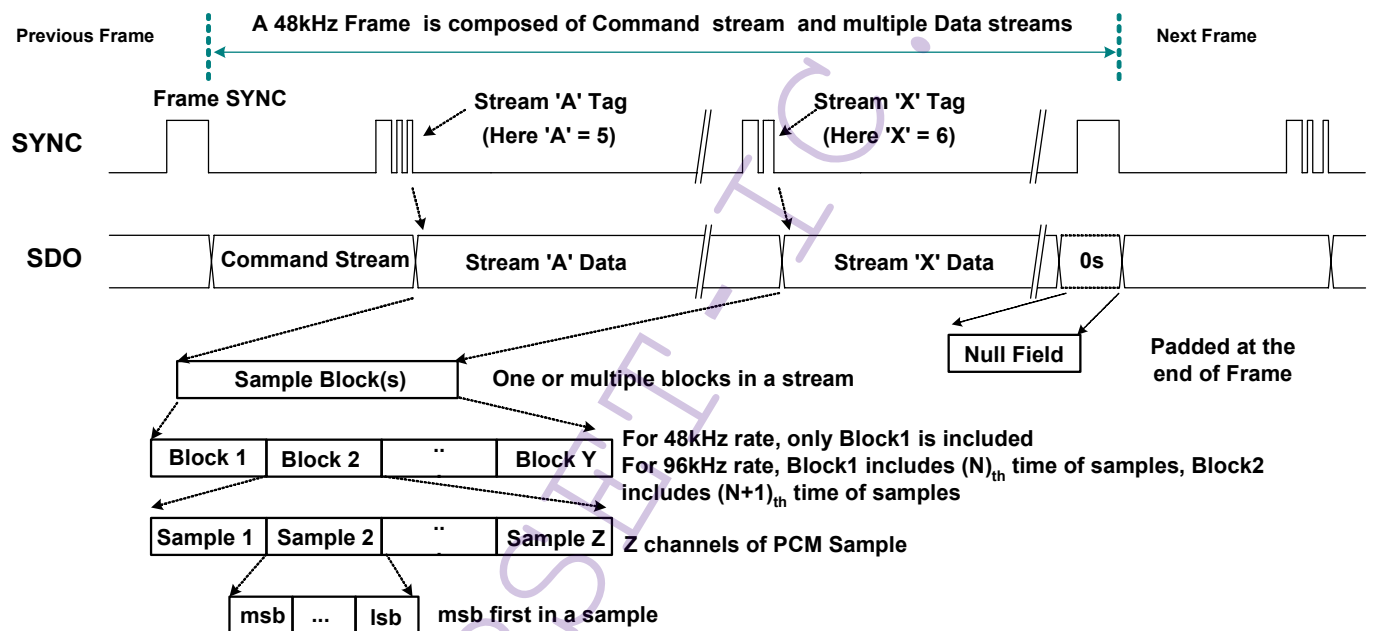 A 48kHz Frame is composed of Command stream and multiple Data streams
Previous Frame
Next Frame
Frame SYNC
Stream 'A' Tag
(Here 'A' = 5)
Stream 'X' Tag
(Here 'X' = 6)
SYNC
SDO
Command Stream
Stream 'A' Data
Stream 'X' Data
0s
Null Field
Padded at the
end of Frame
Sample Block(s)
One or multiple blocks in a stream
Block 1
Block 2
..
.
Block Y
For 48kHz rate, only Block1 is included
For 96kHz rate, Block1 includes (N)th time of samples, Block2
includes (N+1)th time of samples
Sample 1
Sample 2
..
.
Sample Z
Z channels of PCM Sample
msb
...
lsb
msb first in a sample
SET-IC.